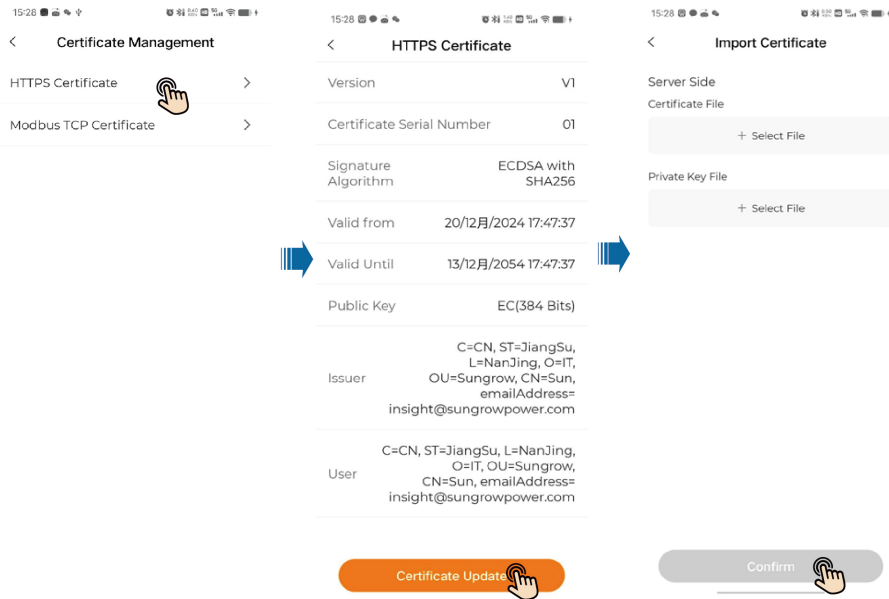 15:28
Certificate Management
HTTPS Certificate
Modbus TCP Certificate
15:28
HTTPS Certificate
Version V1
Certificate Serial Number 01
Signature Algorithm ECDSA with SHA256
Valid from 20/12月/2024 17:47:37
Valid Until 13/12月/2054 17:47:37
Public Key EC(384 Bits)
Issuer
C=CN, ST=JiangSu,
L=NanJing, O=IT,
OU=Sungrow, CN=Sun,
emailAddress=
insight@sungrowpower.com
User
C=CN, ST=JiangSu, L=NanJing,
O=IT, OU=Sungrow,
CN=Sun, emailAddress=
insight@sungrowpower.com
Certificate Update
15:28
Import Certificate
Server Side
Certificate File
+ Select File
Private Key File
+ Select File
Confirm